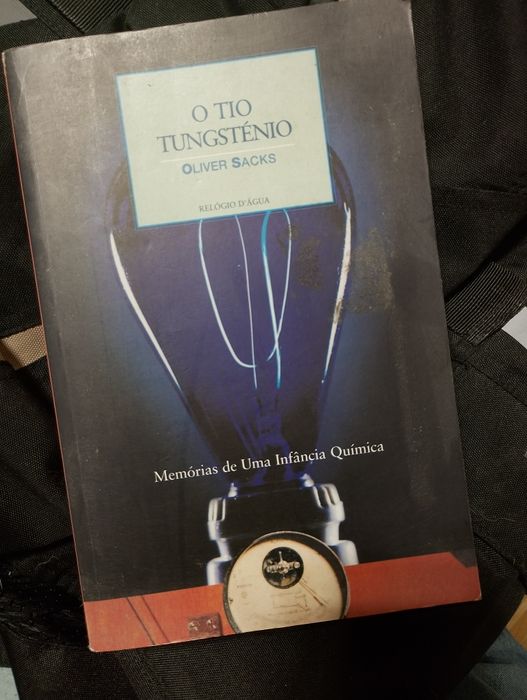 O TIO
TUNGSTÉNIO
OLIVER SACKS
RELÓGIO D'ÁGUA
Memórias de Uma Infância Química